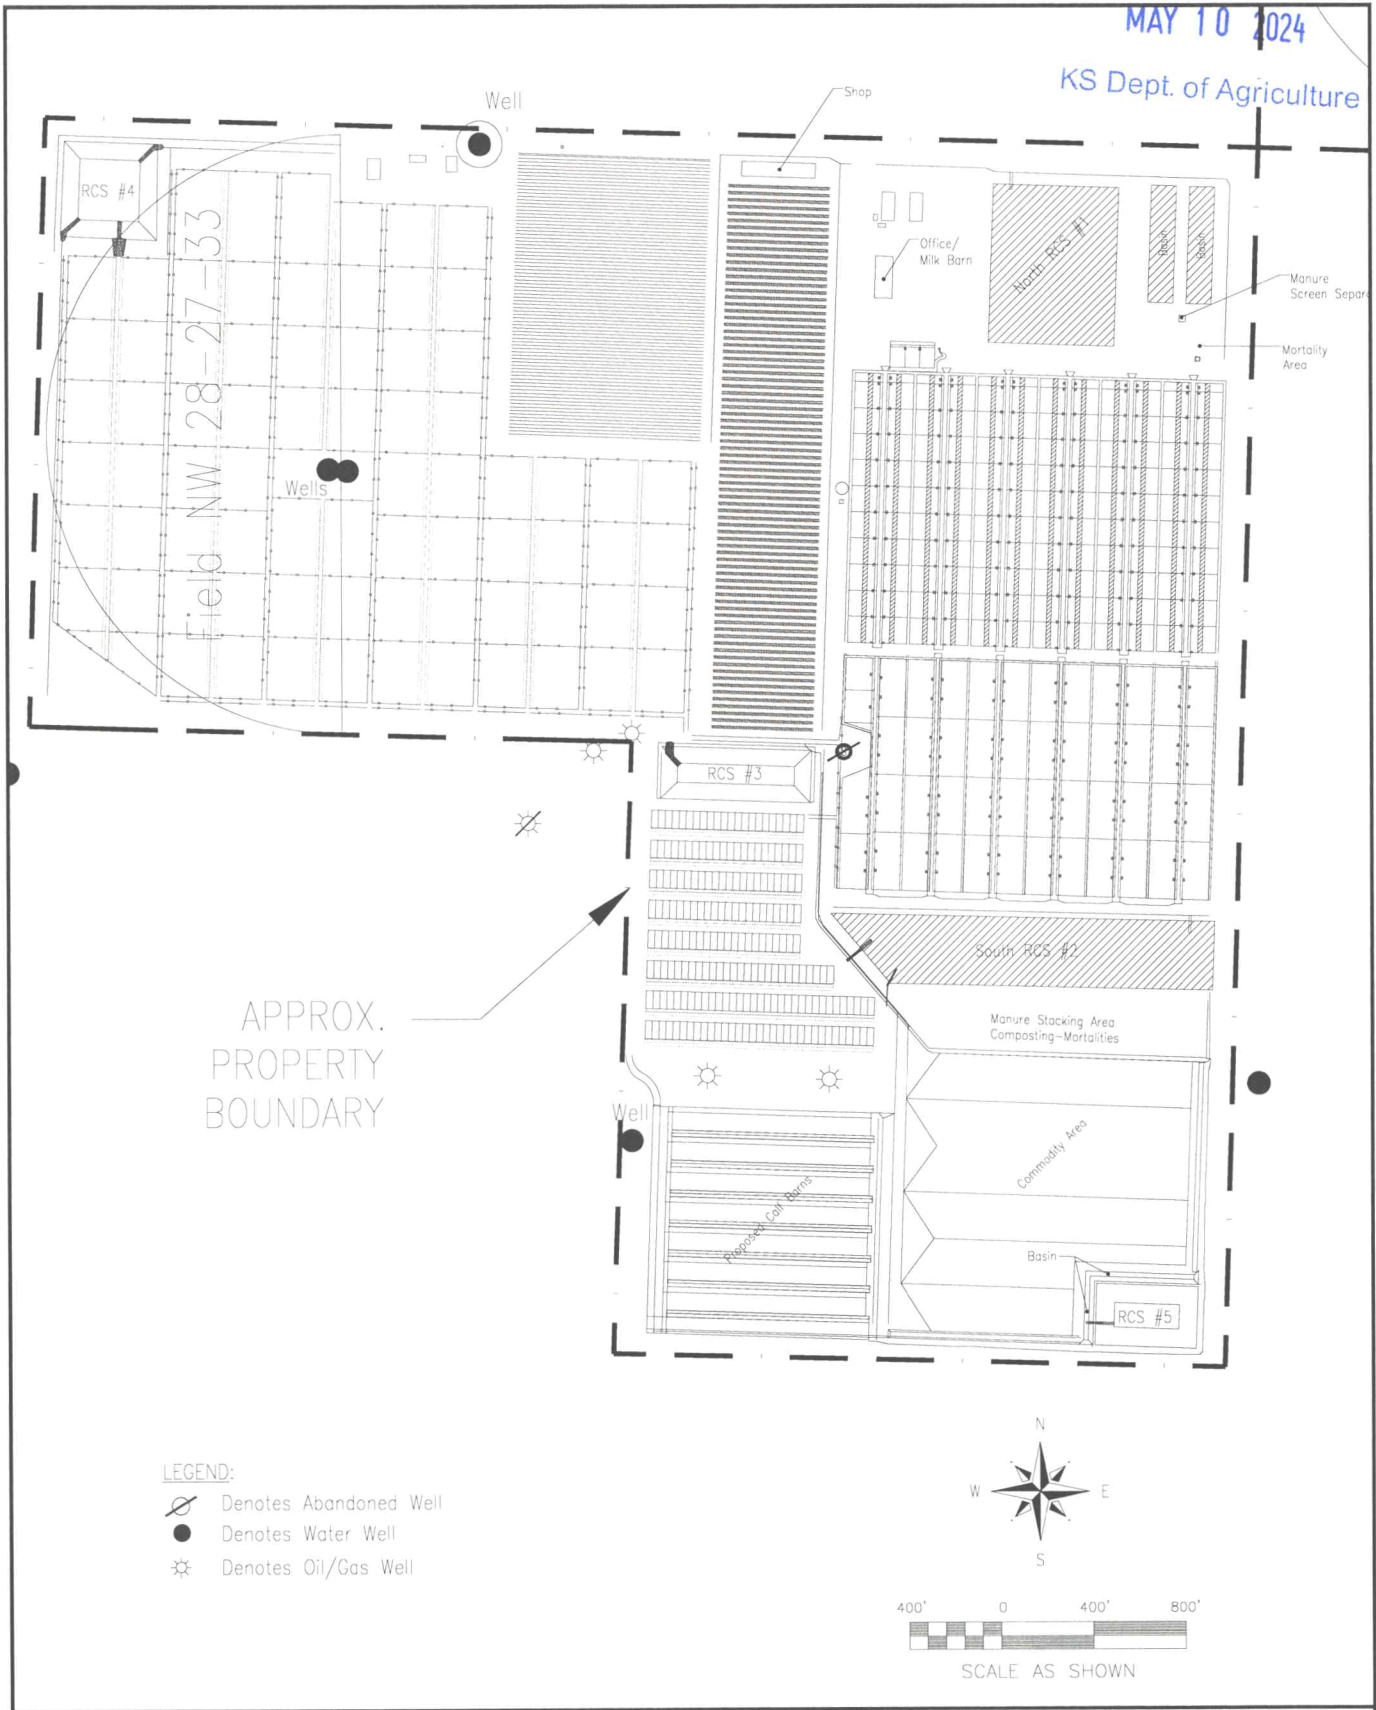 MAY 10 2024
KS Dept. of Agriculture
Well
Shop
RCS #4
North RCS #1
Basin
Basin
Office/
Milk Barn
Manure
Screen Separ
Mortality
Area
Field NW 28-27-33
Wells
RCS #3
South RCS #2
APPROX.
PROPERTY
BOUNDARY
Manure Stacking Area
Composting-Mortalities
Well
Commodity Area
Proposed Calf Barns
Basin
RCS #5
LEGEND:
Denotes Abandoned Well
Denotes Water Well
Denotes Oil/Gas Well
N
W
E
S
400'
0
400'
800'
SCALE AS SHOWN